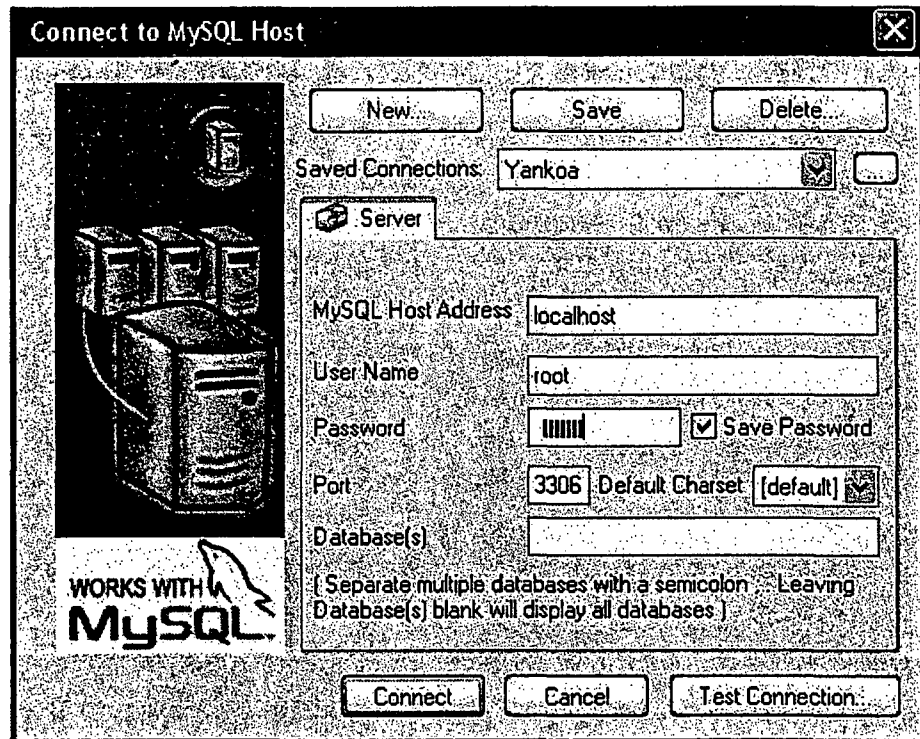 Connect to MySQL Host
New... Save Delete...
Saved Connections: Yankoa ...
Server
MySQL Host Address localhost
User Name root
Password Save Password
Port 3306 Default Charset [default]
Database(s)
( Separate multiple databases with a semicolon ; . Leaving
Database(s) blank will display all databases )
WORKS WITH
MySQL
Connect Cancel Test Connection...